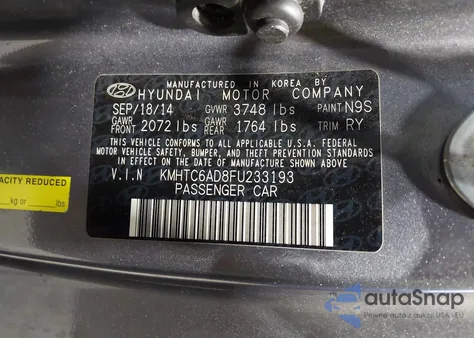 MANUFACTURED IN KOREA BY
HYUNDAI MOTOR COMPANY
SEP/18/14 GVWR 3748 lbs PAINT N9S
GAWR FRONT 2072 lbs GAWR REAR 1764 lbs TRIM RY
THIS VEHICLE CONFORMS TO ALL APPLICABLE U.S. FEDERAL
MOTOR VEHICLE SAFETY, BUMPER, AND THEFT PREVENTION
STANDARDS IN EFFECT ON THE DATE OF MANUFACTURE
SHOWN ABOVE.
V.I.N KMHTC6AD8FU233193
PASSENGER CAR
CAPACITY REDUCED
kg or lbs
autoSnap